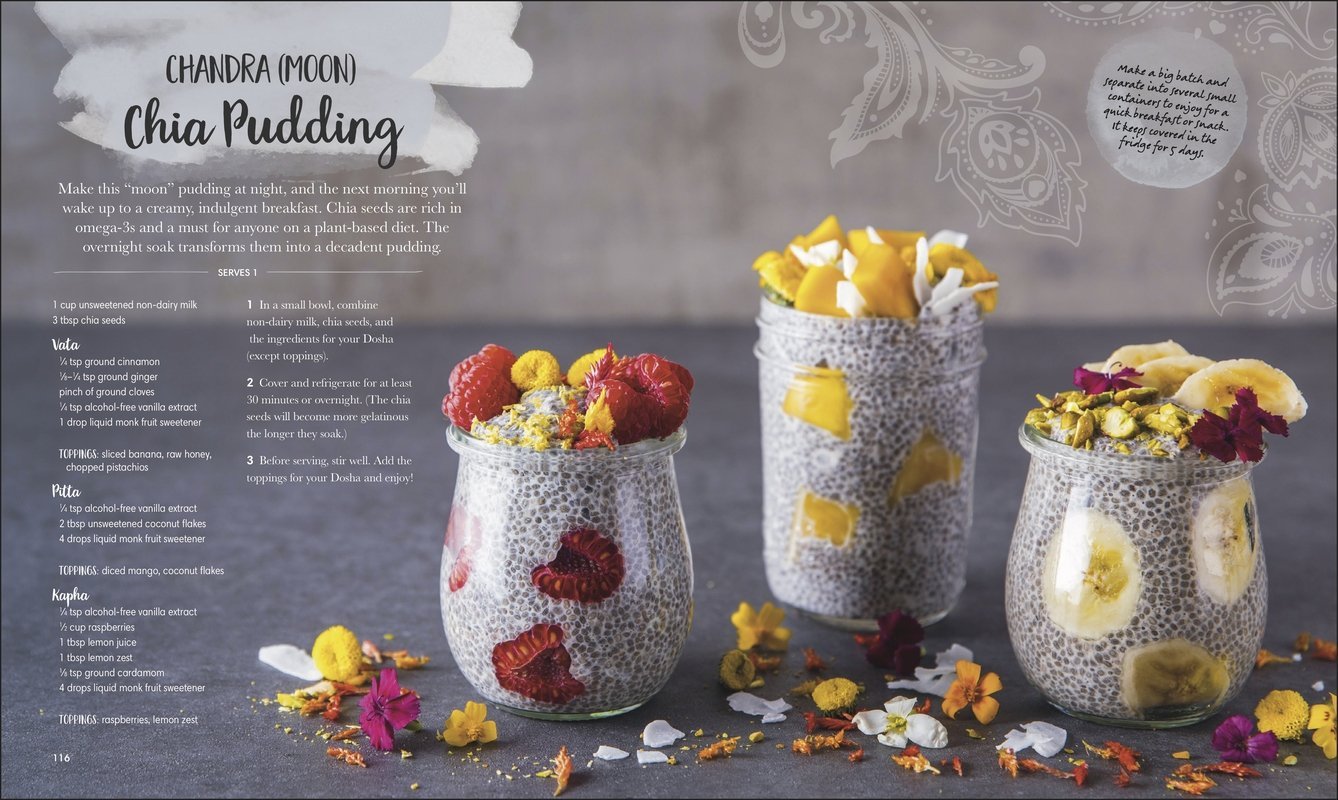 CHANDRA (MOON)
Chia Pudding
Make this “moon” pudding at night, and the next morning you’ll
wake up to a creamy, indulgent breakfast. Chia seeds are rich in
omega-3s and a must for anyone on a plant-based diet. The
overnight soak transforms them into a decadent pudding.
SERVES 1
1 cup unsweetened non-dairy milk
3 tbsp chia seeds
Vata
¼ tsp ground cinnamon
⅛–¼ tsp ground ginger
pinch of ground cloves
¼ tsp alcohol-free vanilla extract
1 drop liquid monk fruit sweetener
TOPPINGS: sliced banana, raw honey,
chopped pistachios
Pitta
¼ tsp alcohol-free vanilla extract
2 tbsp unsweetened coconut flakes
4 drops liquid monk fruit sweetener
TOPPINGS: diced mango, coconut flakes
Kapha
¼ tsp alcohol-free vanilla extract
½ cup raspberries
1 tbsp lemon juice
1 tbsp lemon zest
⅛ tsp ground cardamom
4 drops liquid monk fruit sweetener
TOPPINGS: raspberries, lemon zest
1 In a small bowl, combine
non-dairy milk, chia seeds, and
the ingredients for your Dosha
(except toppings).
2 Cover and refrigerate for at least
30 minutes or overnight. (The chia
seeds will become more gelatinous
the longer they soak.)
3 Before serving, stir well. Add the
toppings for your Dosha and enjoy!
Make a big batch and
separate into several small
containers to enjoy for a
quick breakfast or snack.
It keeps covered in the
fridge for 5 days.
116